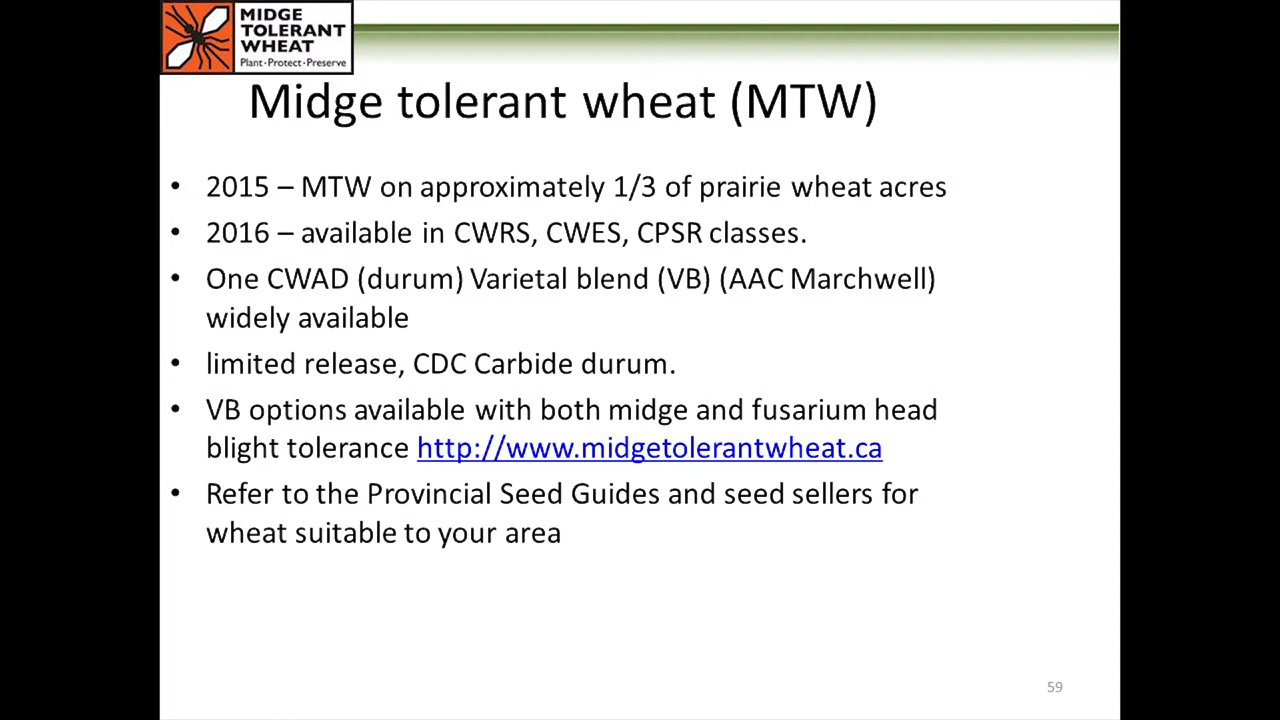 MIDGE
TOLERANT
WHEAT
Plant·Protect·Preserve
Midge tolerant wheat (MTW)
• 2015 – MTW on approximately 1/3 of prairie wheat acres
• 2016 – available in CWRS, CWES, CPSR classes.
• One CWAD (durum) Varietal blend (VB) (AAC Marchwell)
widely available
• limited release, CDC Carbide durum.
• VB options available with both midge and fusarium head
blight tolerance http://www.midgetolerantwheat.ca
• Refer to the Provincial Seed Guides and seed sellers for
wheat suitable to your area
59